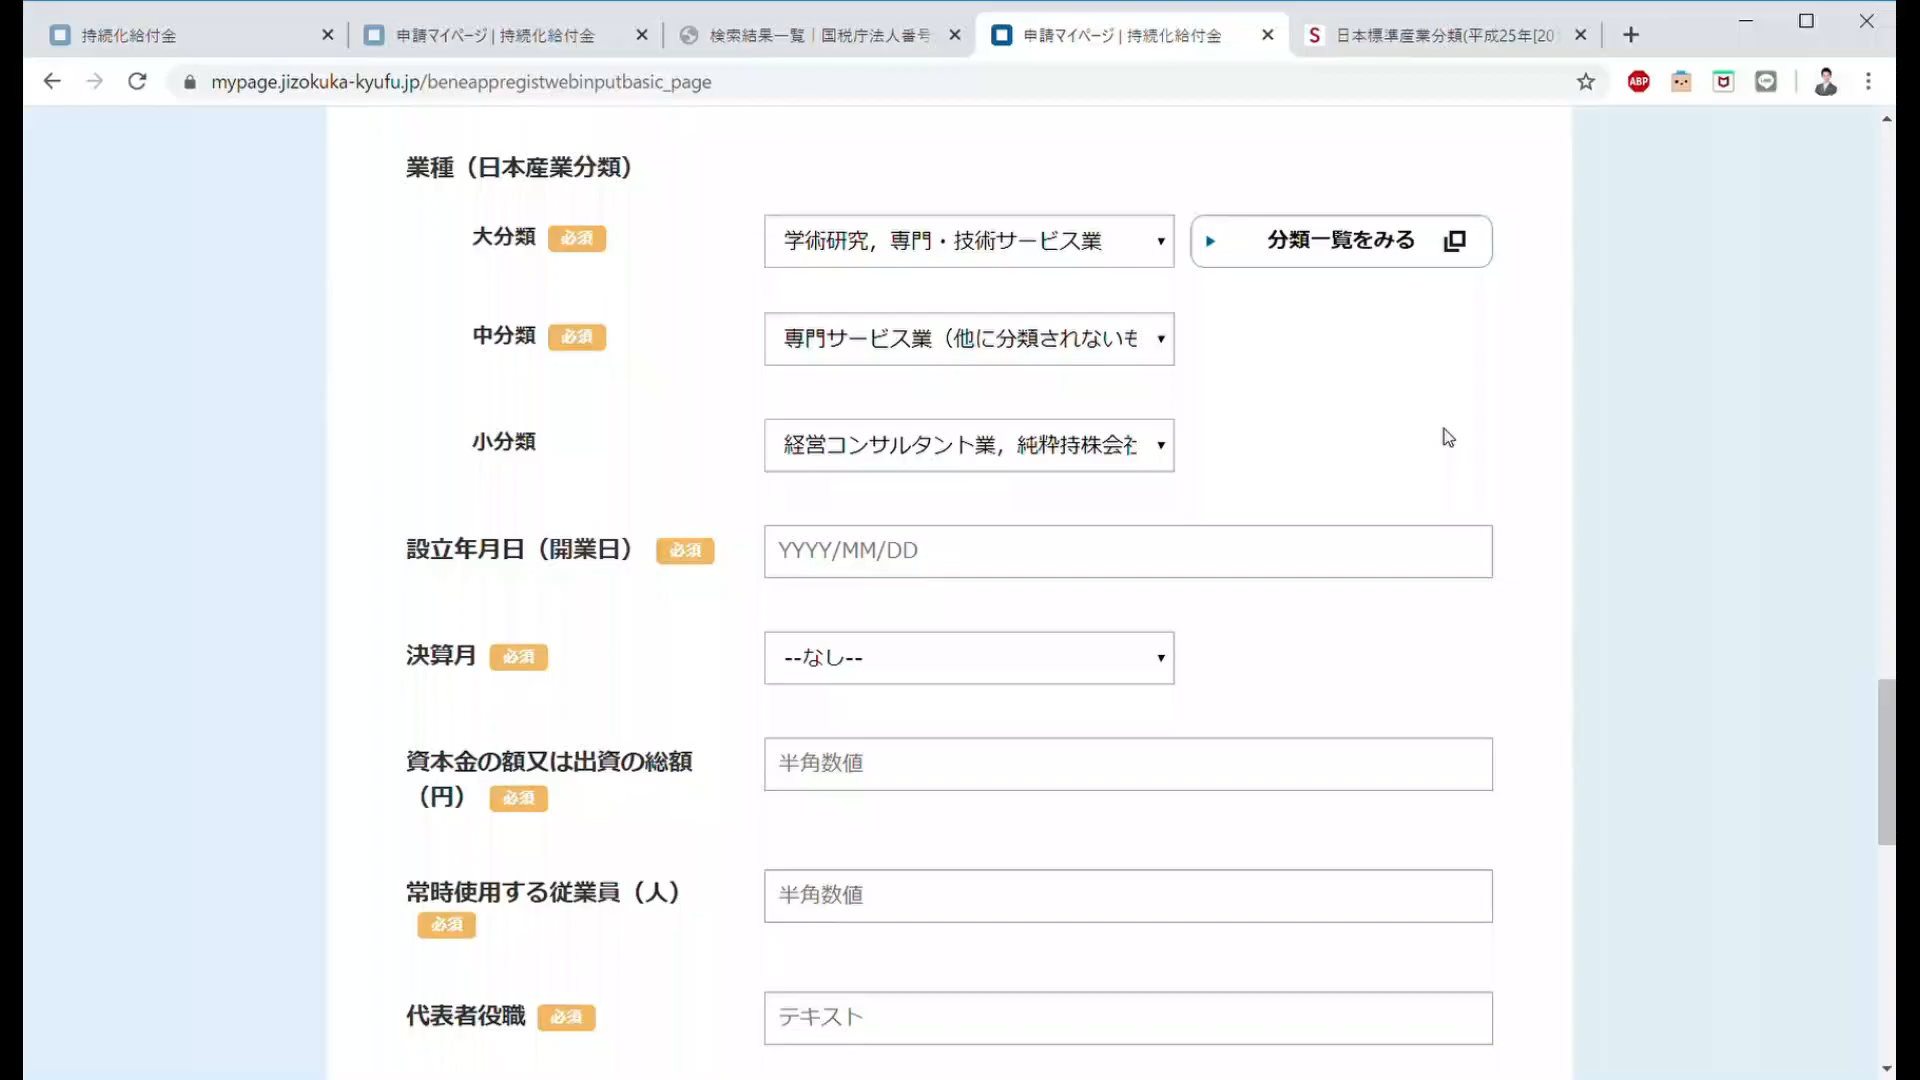 持続化給付金
申請マイページ | 持続化給付金
検索結果一覧｜国税庁法人番号
申請マイページ | 持続化給付金
日本標準産業分類(平成25年[20
mypage.jizokuka-kyufu.jp/beneappregistwebinputbasic_page
ABP
業種（日本産業分類）
大分類 必須 学術研究，専門・技術サービス業 分類一覧をみる
中分類 必須 専門サービス業（他に分類されないも
小分類 経営コンサルタント業，純粋持株会社
設立年月日（開業日） 必須 YYYY/MM/DD
決算月 必須 --なし--
資本金の額又は出資の総額
（円） 必須 半角数値
常時使用する従業員（人）
必須 半角数値
代表者役職 必須 テキスト